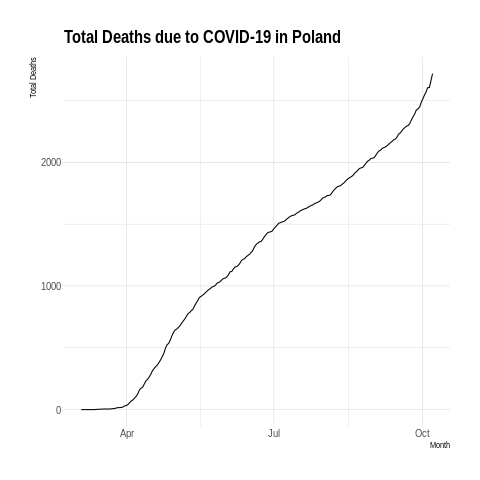 Total Deaths due to COVID-19 in Poland
Total Deaths
2000
1000
0
Apr
Jul
Oct
Month